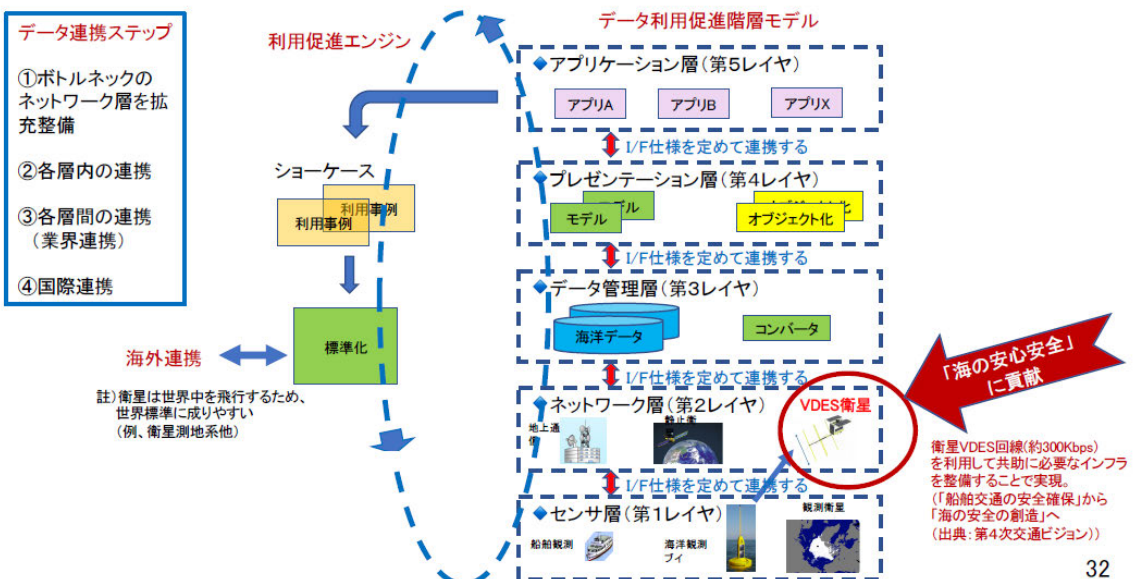 データ連携ステップ
①ボトルネックの
ネットワーク層を拡
充整備
②各層内の連携
③各層間の連携
(業界連携)
④国際連携
利用促進エンジン
ショーケース
利用事例
利用事例
標準化
海外連携
註)衛星は世界中を飛行するため、
世界標準に成りやすい
(例、衛星測地系他)
データ利用促進階層モデル
◆アプリケーション層(第5レイヤ)
アプリA
アプリB
アプリX
I/F仕様を定めて連携する
◆プレゼンテーション層(第4レイヤ)
モデル
モデル
オブジェクト化
オブジェクト化
I/F仕様を定めて連携する
◆データ管理層(第3レイヤ)
海洋データ
コンバータ
I/F仕様を定めて連携する
◆ネットワーク層(第2レイヤ)
地上通
信
静止衛
VDES衛星
I/F仕様を定めて連携する
◆センサ層(第1レイヤ)
船舶観測
海洋観測
ブイ
観測衛星
「海の安心安全」
に貢献
衛星VDES回線(約300Kbps)
を利用して共助に必要なインフラ
を整備することで実現。
(「船舶交通の安全確保」から
「海の安全の創造」へ
(出典:第4次交通ビジョン))
32